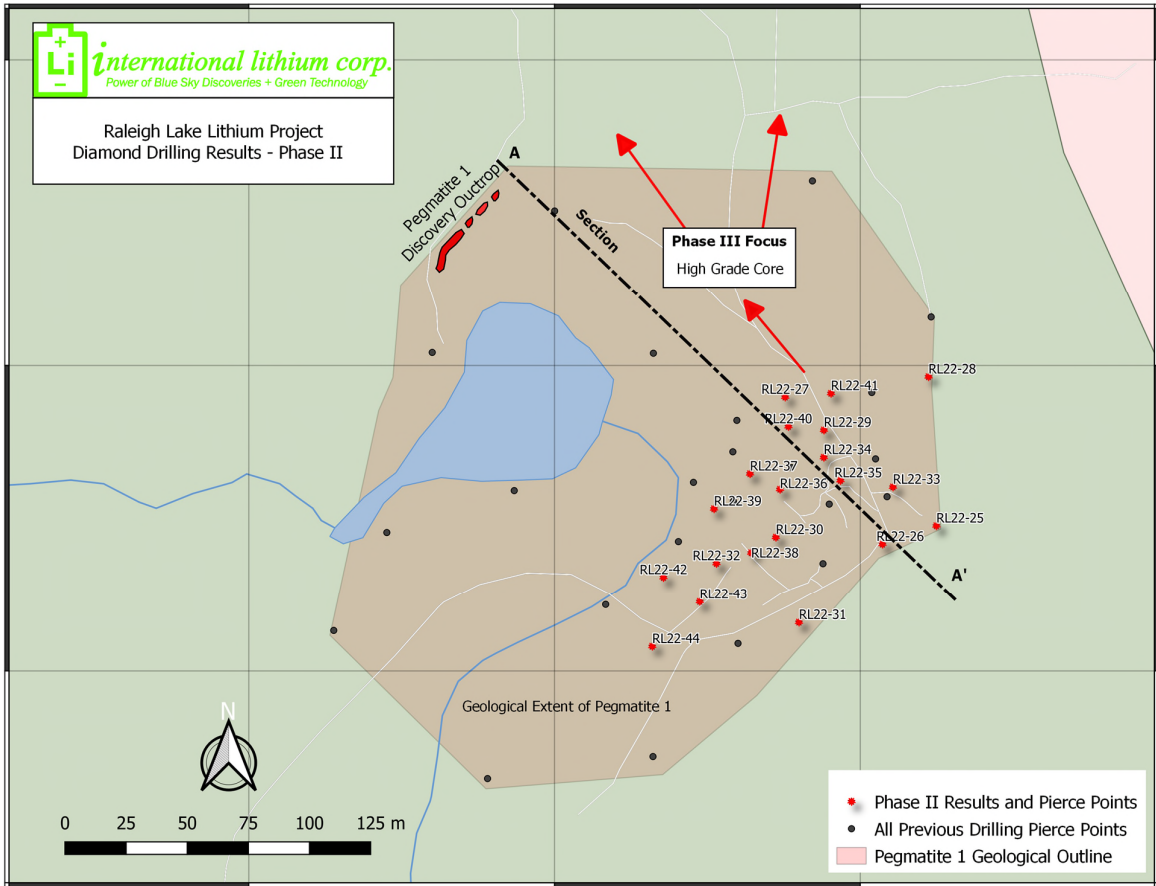 +
Li
−
international lithium corp.
Power of Blue Sky Discoveries + Green Technology
Raleigh Lake Lithium Project
Diamond Drilling Results - Phase II
A
Pegmatite 1
Discovery Ouctrop
Section
Phase III Focus
High Grade Core
RL22-28
RL22-27
RL22-41
RL22-40
RL22-29
RL22-34
RL22-37
RL22-35
RL22-36
RL22-33
RL22-39
RL22-25
RL22-30
RL22-26
RL22-32
RL22-38
RL22-42
A'
RL22-43
RL22-31
RL22-44
Geological Extent of Pegmatite 1
N
0 25 50 75 100 125 m
Phase II Results and Pierce Points
All Previous Drilling Pierce Points
Pegmatite 1 Geological Outline